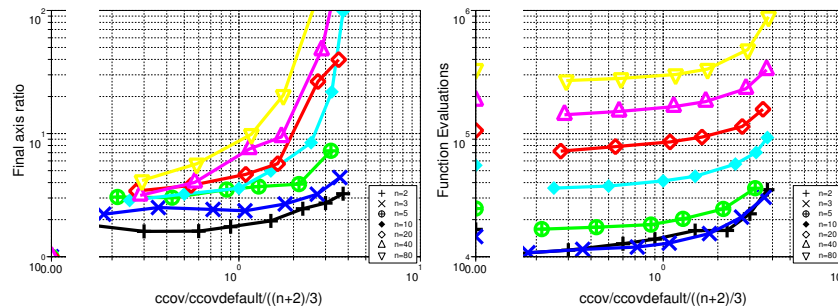 10^2
10^1
10^0.00
Final axis ratio
10^0
10^1
ccov/ccovdefault/((n+2)/3)
n=2
n=3
n=5
n=10
n=20
n=40
n=80
10^6
10^5
10^4
0.00
Function Evaluations
10^0
10
ccov/ccovdefault/((n+2)/3)
n=2
n=3
n=5
n=10
n=20
n=40
n=80